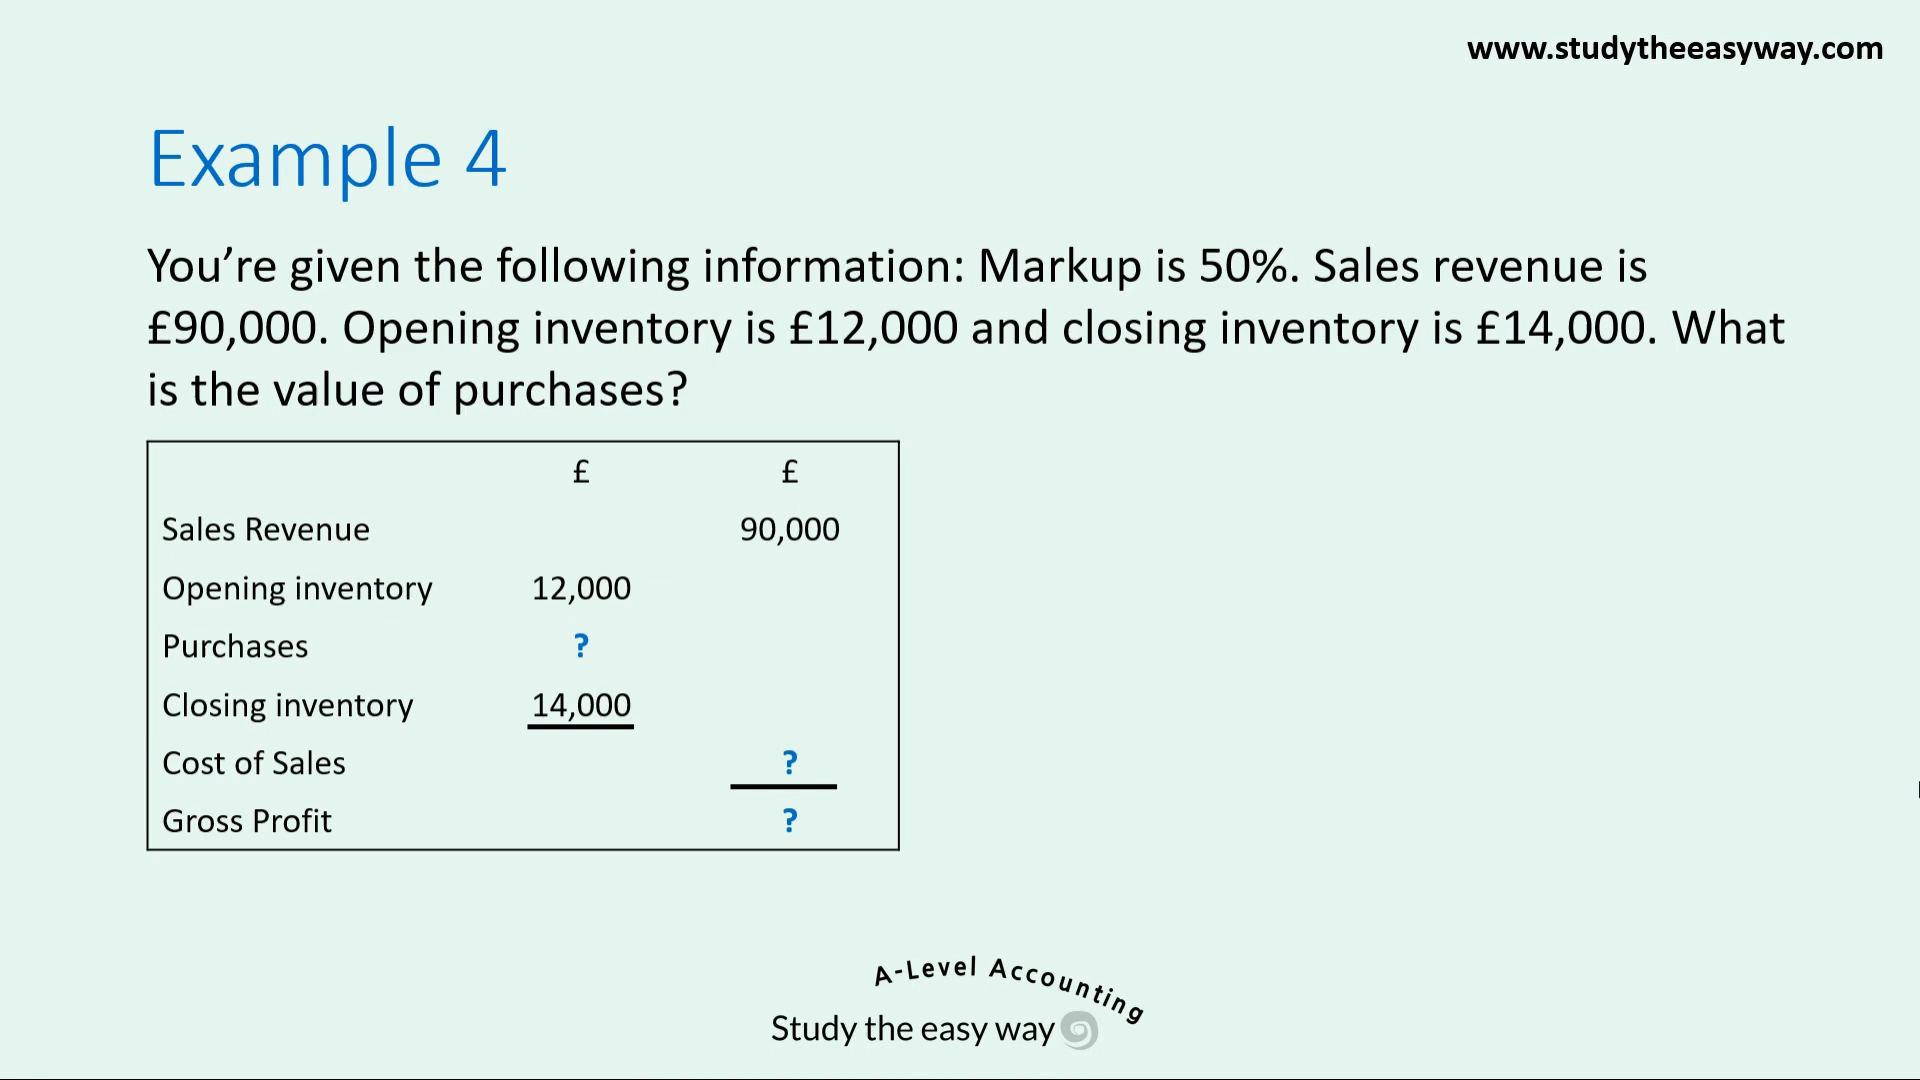 www.studytheeasyway.com
Example 4
You’re given the following information: Markup is 50%. Sales revenue is
£90,000. Opening inventory is £12,000 and closing inventory is £14,000. What
is the value of purchases?
£ £
Sales Revenue 90,000
Opening inventory 12,000
Purchases ?
Closing inventory 14,000
Cost of Sales ?
Gross Profit ?
A-Level Accounting
Study the easy way